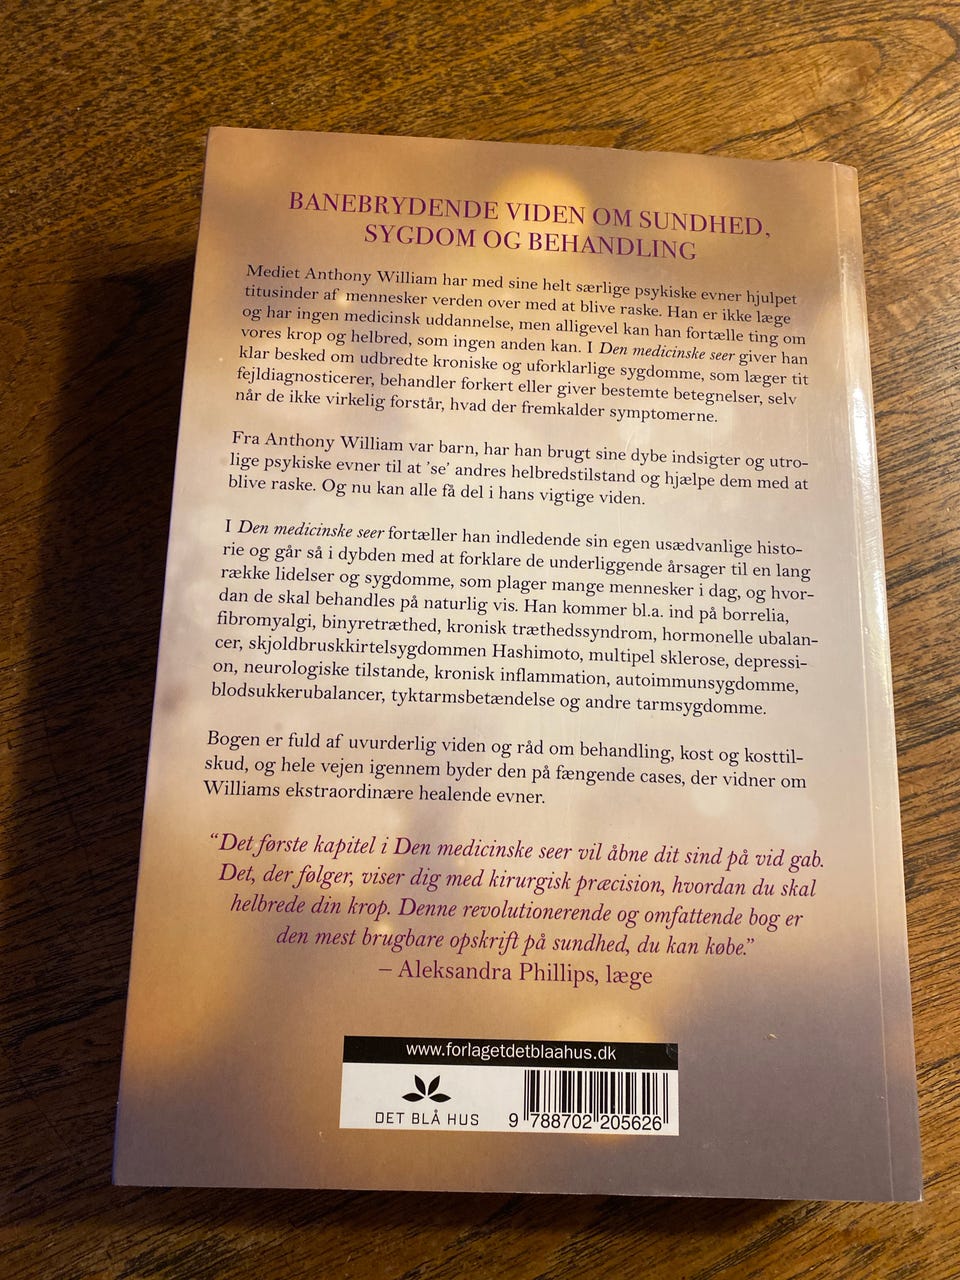 BANEBRYDENDE VIDEN OM SUNDHED,
SYGDOM OG BEHANDLING
Mediet Anthony William har med sine helt særlige psykiske evner hjulpet
titusinder af mennesker verden over med at blive raske. Han er ikke læge
og har ingen medicinsk uddannelse, men alligevel kan han fortælle ting om
vores krop og helbred, som ingen anden kan. I Den medicinske seer giver han
klar besked om udbredte kroniske og uforklarlige sygdomme, som læger tit
fejldiagnosticerer, behandler forkert eller giver bestemte betegnelser, selv
når de ikke virkelig forstår, hvad der fremkalder symptomerne.
Fra Anthony William var barn, har han brugt sine dybe indsigter og utro-
lige psykiske evner til at 'se' andres helbredstilstand og hjælpe dem med at
blive raske. Og nu kan alle få del i hans vigtige viden.
I Den medicinske seer fortæller han indledende sin egen usædvanlige histo-
rie og går så i dybden med at forklare de underliggende årsager til en lang
række lidelser og sygdomme, som plager mange mennesker i dag, og hvor-
dan de skal behandles på naturlig vis. Han kommer bl.a. ind på borrelia,
fibromyalgi, binyretræthed, kronisk træthedssyndrom, hormonelle ubalan-
cer, skjoldbruskkirtelsygdommen Hashimoto, multipel sklerose, depressi-
on, neurologiske tilstande, kronisk inflammation, autoimmunsygdomme,
blodsukkerubalancer, tyktarmsbetændelse og andre tarmsygdomme.
Bogen er fuld af uvurderlig viden og råd om behandling, kost og kosttil-
skud, og hele vejen igennem byder den på fængende cases, der vidner om
Williams ekstraordinære healende evner.
"Det første kapitel i Den medicinske seer vil åbne dit sind på vid gab.
Det, der følger, viser dig med kirurgisk præcision, hvordan du skal
helbrede din krop. Denne revolutionerende og omfattende bog er
den mest brugbare opskrift på sundhed, du kan købe."
– Aleksandra Phillips, læge
www.forlagetdetblaahus.dk
DET BLÅ HUS
9 788702 205626